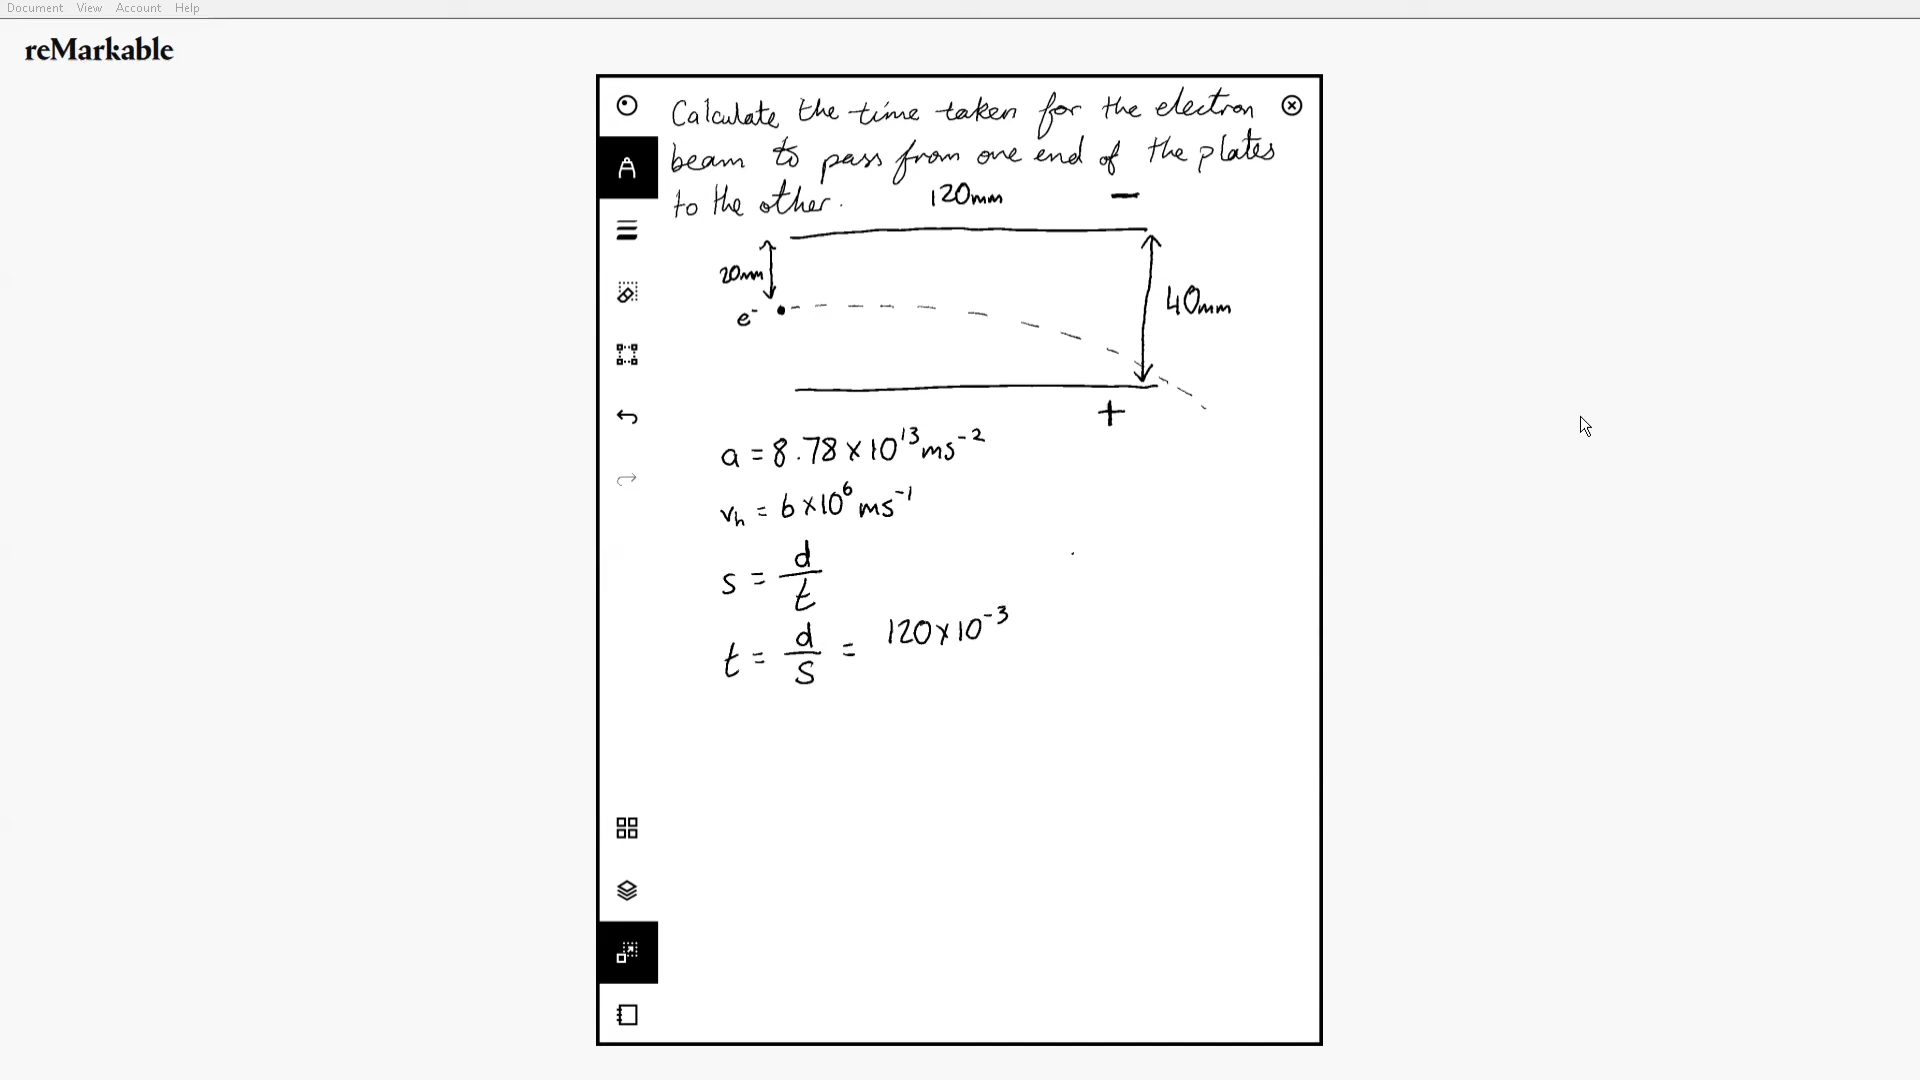 Document View Account Help
reMarkable
Calculate the time taken for the electron
beam to pass from one end of the plates
to the other.
120mm −
20mm
e⁻
40mm
+
a = 8.78 × 10¹³ ms⁻²
vₕ = 6 × 10⁶ ms⁻¹
s = d/t
t = d/s = 120 × 10⁻³